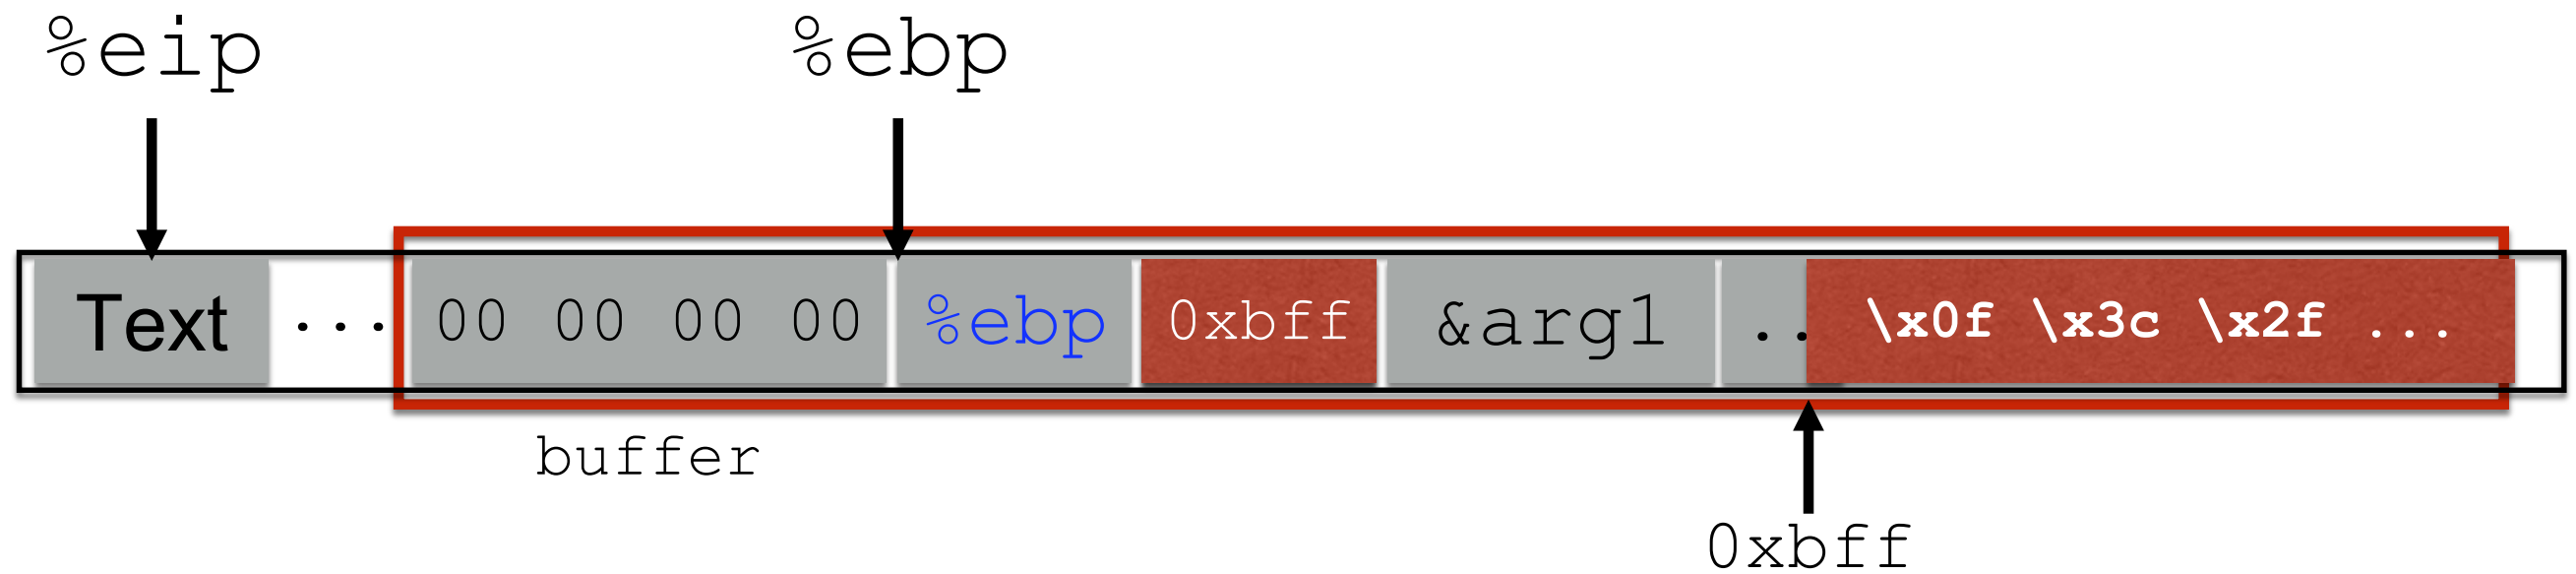 %eip %ebp
Text ... 00 00 00 00 %ebp 0xbff &arg1 .. \x0f \x3c \x2f ...
buffer
0xbff